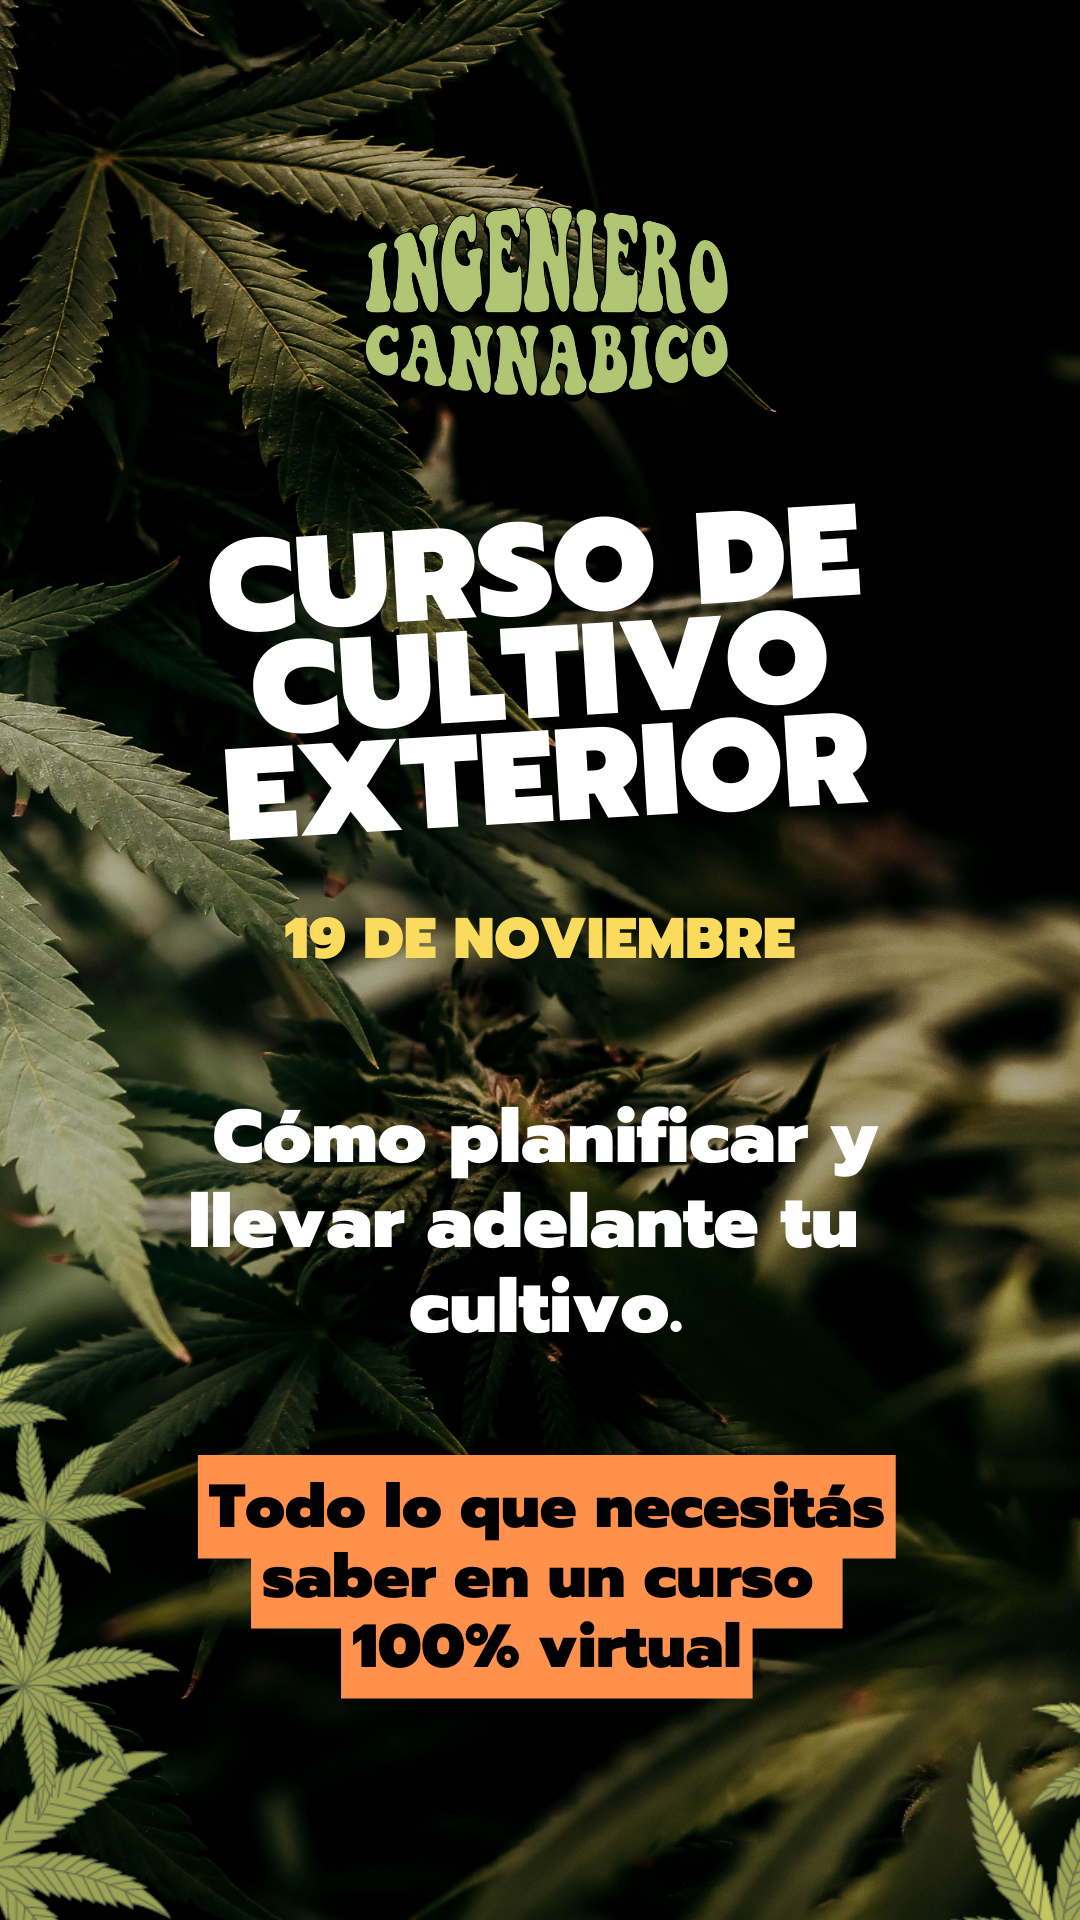 INGENIERO
CANNABICO
CURSO DE
CULTIVO
EXTERIOR
19 DE NOVIEMBRE
Cómo planificar y
llevar adelante tu
cultivo.
Todo lo que necesitás
saber en un curso
100% virtual